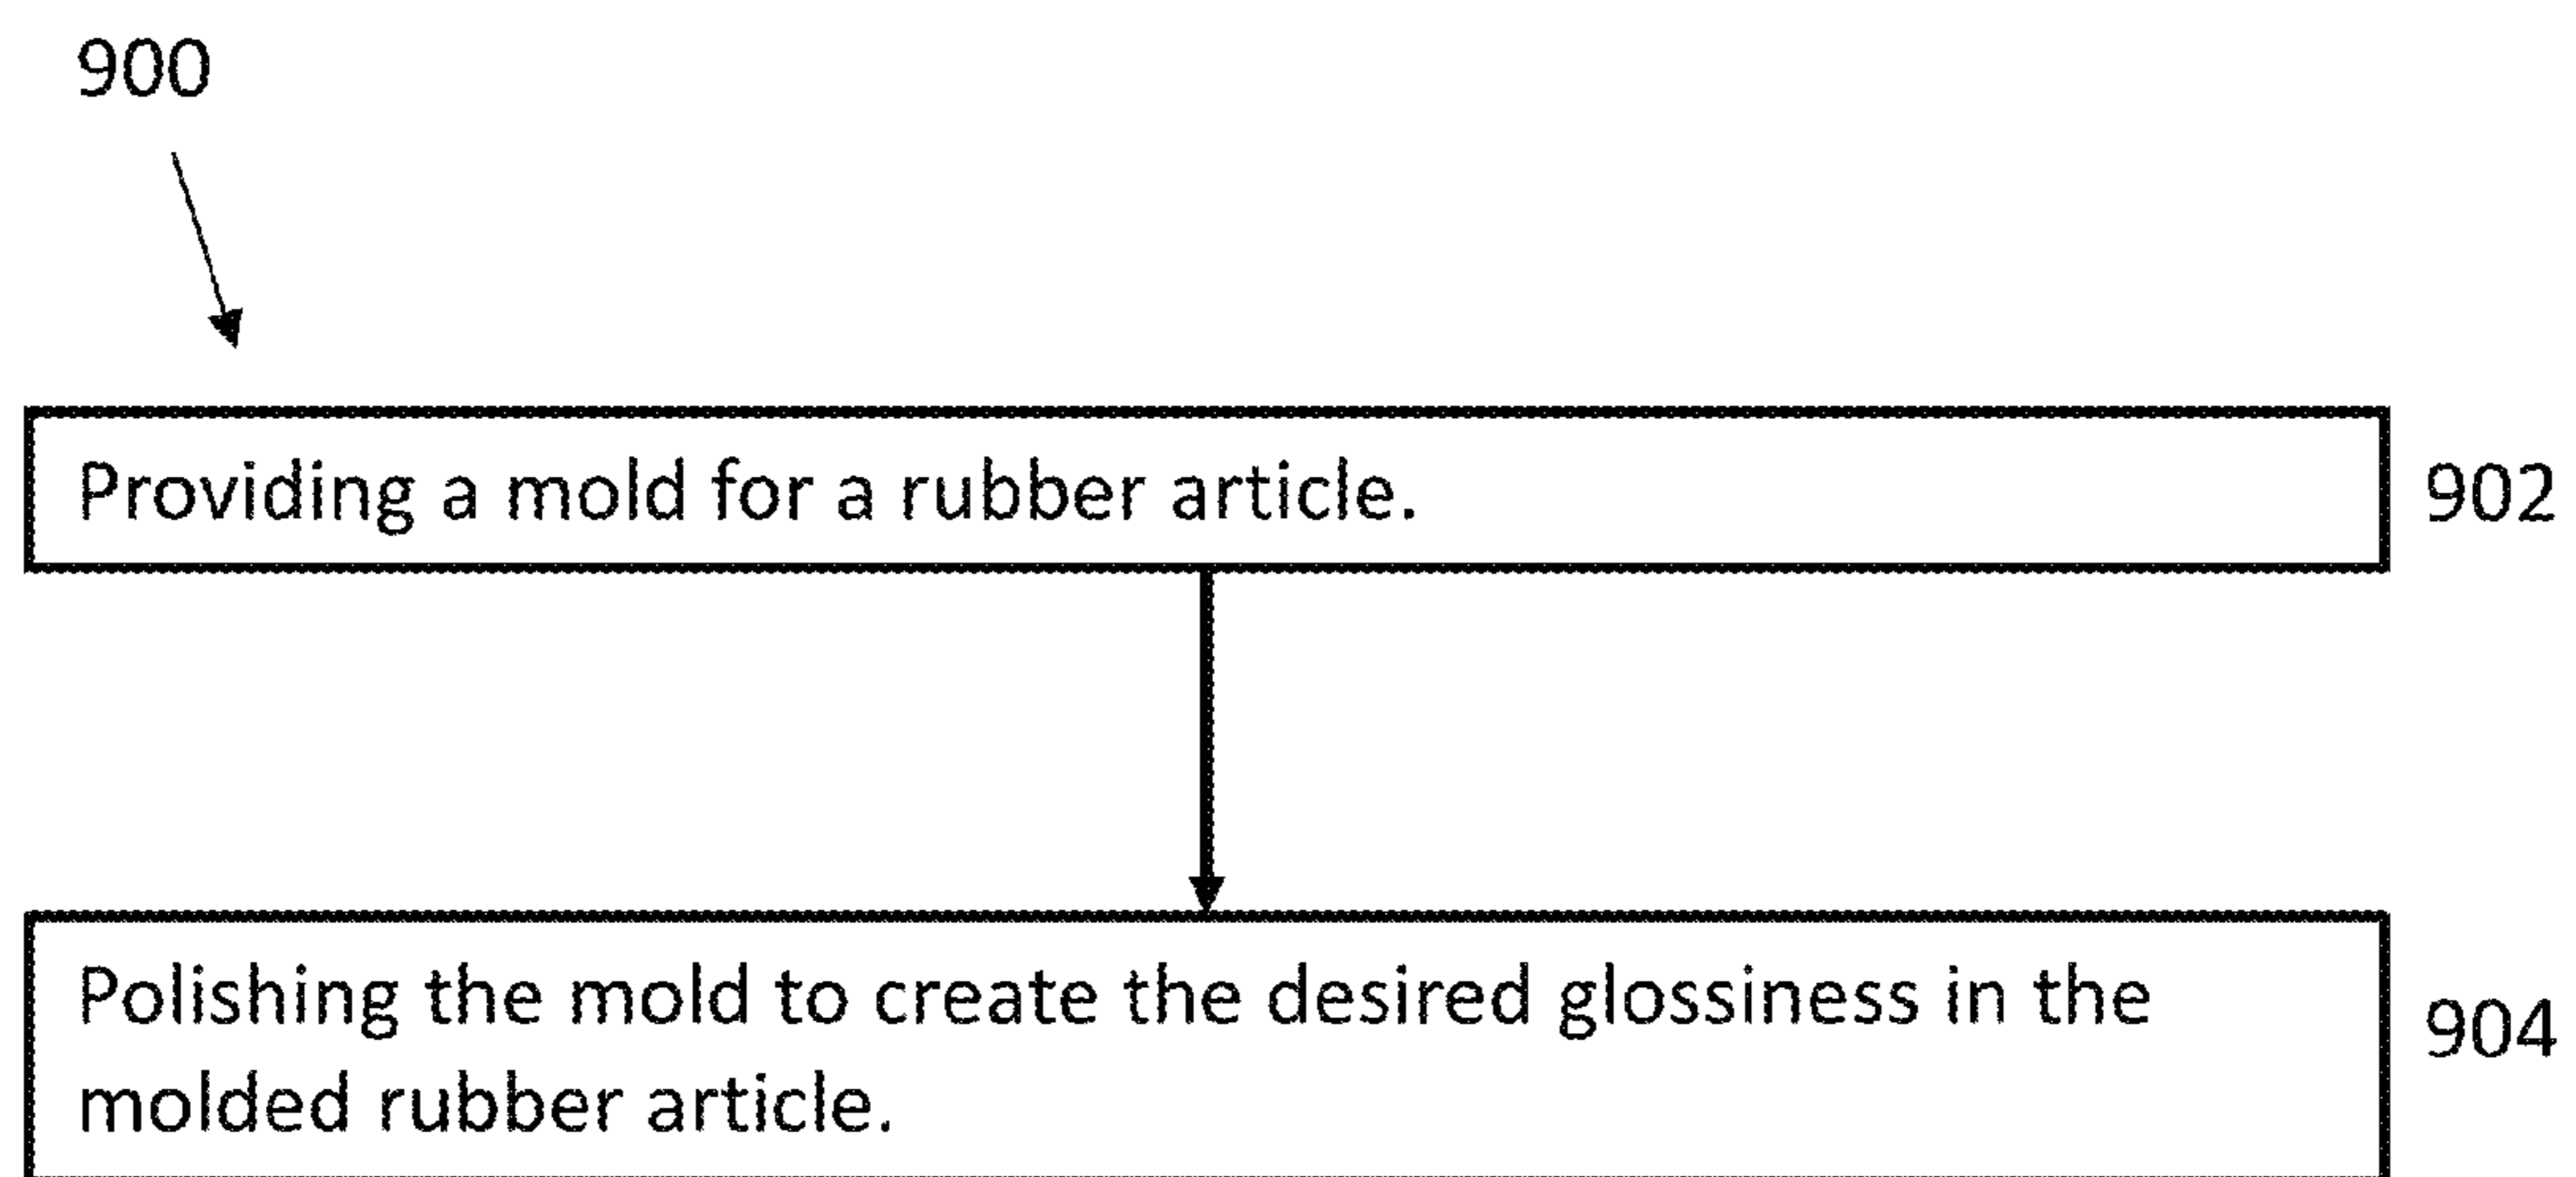 900
Providing a mold for a rubber article.
902
Polishing the mold to create the desired glossiness in the
molded rubber article.
904